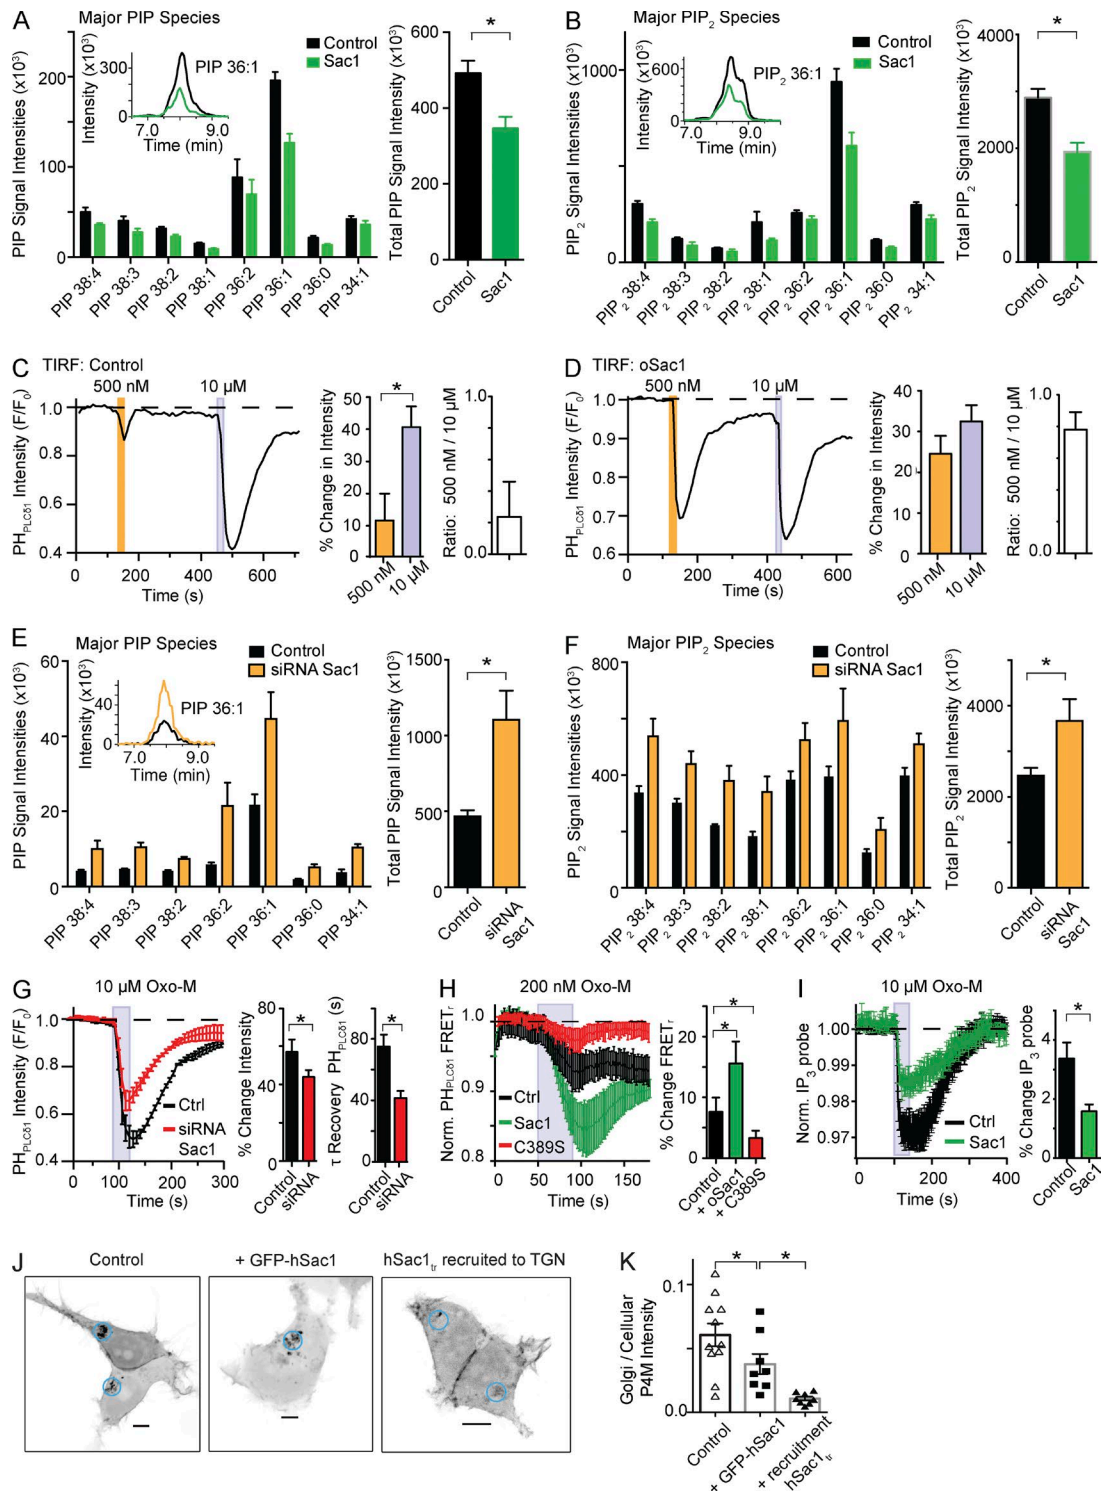 A Major PIP Species
Control
Sac1
PIP Signal Intensities (x10³)
250
200
100
0
Intensity (x10³)
400
0
PIP 36:1
7.0 9.0
Time (min)
PIP 38:4 PIP 38:3 PIP 38:2 PIP 38:1 PIP 36:2 PIP 36:1 PIP 36:0 PIP 34:1
Total PIP Signal Intensity (x10³)
600
400
200
0
*
Control Sac1
B Major PIP₂ Species
Control
Sac1
PIP₂ Signal Intensities (x10³)
1000
0
Intensity (x10³)
600
0
PIP₂ 36:1
7.0 9.0
Time (min)
PIP₂ 38:4 PIP₂ 38:3 PIP₂ 38:2 PIP₂ 38:1 PIP₂ 36:2 PIP₂ 36:1 PIP₂ 36:0 PIP₂ 34:1
Total PIP₂ Signal Intensity (x10³)
4000
2000
0
*
Control Sac1
C TIRF: Control
500 nM 10 µM
PH PLCδ1 Intensity (F/F₀)
1.0
0.8
0.6
0.4
0 200 400 600
Time (s)
% Change in Intensity
50
40
30
20
10
0
*
500 nM 10 µM
Ratio: 500 nM / 10 µM
1.0
0.0
D TIRF: oSac1
500 nM 10 µM
PH PLCδ1 Intensity (F/F₀)
1.0
0.9
0.8
0.7
0.6
0 200 400 600
Time (s)
% Change in Intensity
40
30
20
10
0
500 nM 10 µM
Ratio: 500 nM / 10 µM
1.0
0.0
E Major PIP Species
Control
siRNA Sac1
PIP Signal Intensities (x10³)
60
40
20
0
Intensity (x10³)
40
0
PIP 36:1
7.0 9.0
Time (min)
PIP 38:4 PIP 38:3 PIP 38:2 PIP 36:2 PIP 36:1 PIP 36:0 PIP 34:1
Total PIP Signal Intensity (x10³)
1500
1000
500
0
*
Control siRNA Sac1
F Major PIP₂ Species
Control
siRNA Sac1
PIP₂ Signal Intensities (x10³)
800
400
0
PIP₂ 38:4 PIP₂ 38:3 PIP₂ 38:2 PIP₂ 38:1 PIP₂ 36:2 PIP₂ 36:1 PIP₂ 36:0 PIP₂ 34:1
Total PIP₂ Signal Intensity (x10³)
4000
2000
0
*
Control siRNA Sac1
G 10 µM Oxo-M
PH PLCδ1 Intensity (F/F₀)
1.0
0.8
0.6
0.4
Ctrl
siRNA Sac1
0 100 200 300
Time (s)
% Change Intensity
80
60
40
20
0
*
Control siRNA
τ Recovery PH PLCδ1 (s)
100
50
0
*
Control siRNA
H 200 nM Oxo-M
Norm. PH PLCδ1 FRETr
1.0
0.9
0.8
Ctrl
Sac1
C389S
0 50 100 150
Time (s)
% Change FRETr
20
10
0
* * *
Control + oSac1 + C389S
I 10 µM Oxo-M
Norm. IP₃ probe
1.00
0.99
0.98
0.97
Ctrl
Sac1
0 200 400
Time (s)
% Change IP₃ probe
4
2
0
*
Control Sac1
J Control + GFP-hSac1 hSac1tr recruited to TGN
K
Golgi / Cellular P4M Intensity
0.1
0.0
* *
Control + GFP-hSac1 + recruitment hSac1tr